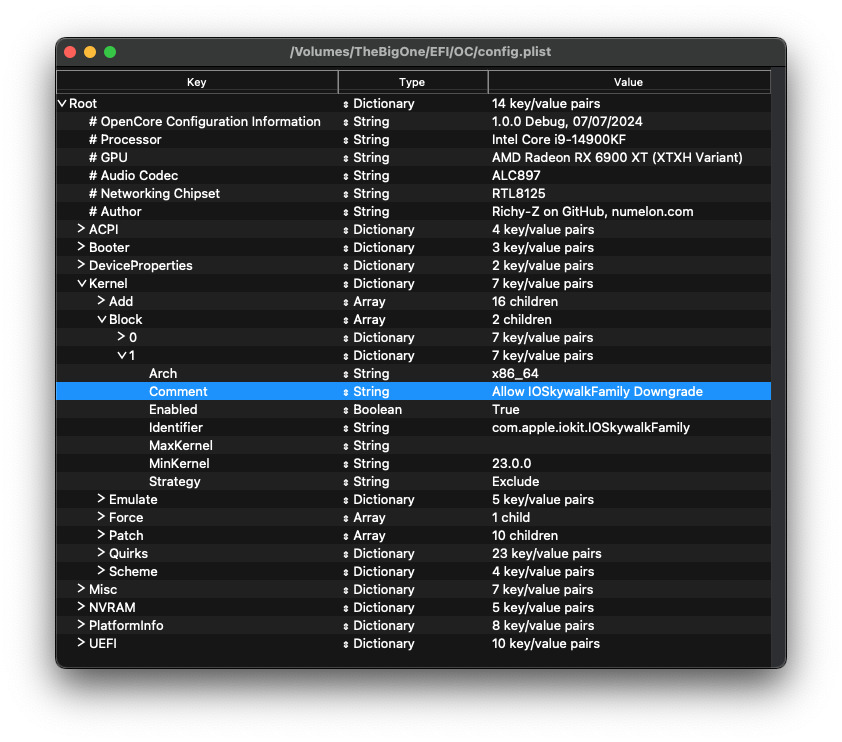 /Volumes/TheBigOne/EFI/OC/config.plist
Key Type Value
Root Dictionary 14 key/value pairs
# OpenCore Configuration Information String 1.0.0 Debug, 07/07/2024
# Processor String Intel Core i9-14900KF
# GPU String AMD Radeon RX 6900 XT (XTXH Variant)
# Audio Codec String ALC897
# Networking Chipset String RTL8125
# Author String Richy-Z on GitHub, numelon.com
ACPI Dictionary 4 key/value pairs
Booter Dictionary 3 key/value pairs
DeviceProperties Dictionary 2 key/value pairs
Kernel Dictionary 7 key/value pairs
Add Array 16 children
Block Array 2 children
0 Dictionary 7 key/value pairs
1 Dictionary 7 key/value pairs
Arch String x86_64
Comment String Allow IOSkywalkFamily Downgrade
Enabled Boolean True
Identifier String com.apple.iokit.IOSkywalkFamily
MaxKernel String
MinKernel String 23.0.0
Strategy String Exclude
Emulate Dictionary 5 key/value pairs
Force Array 1 child
Patch Array 10 children
Quirks Dictionary 23 key/value pairs
Scheme Dictionary 4 key/value pairs
Misc Dictionary 7 key/value pairs
NVRAM Dictionary 5 key/value pairs
PlatformInfo Dictionary 8 key/value pairs
UEFI Dictionary 10 key/value pairs